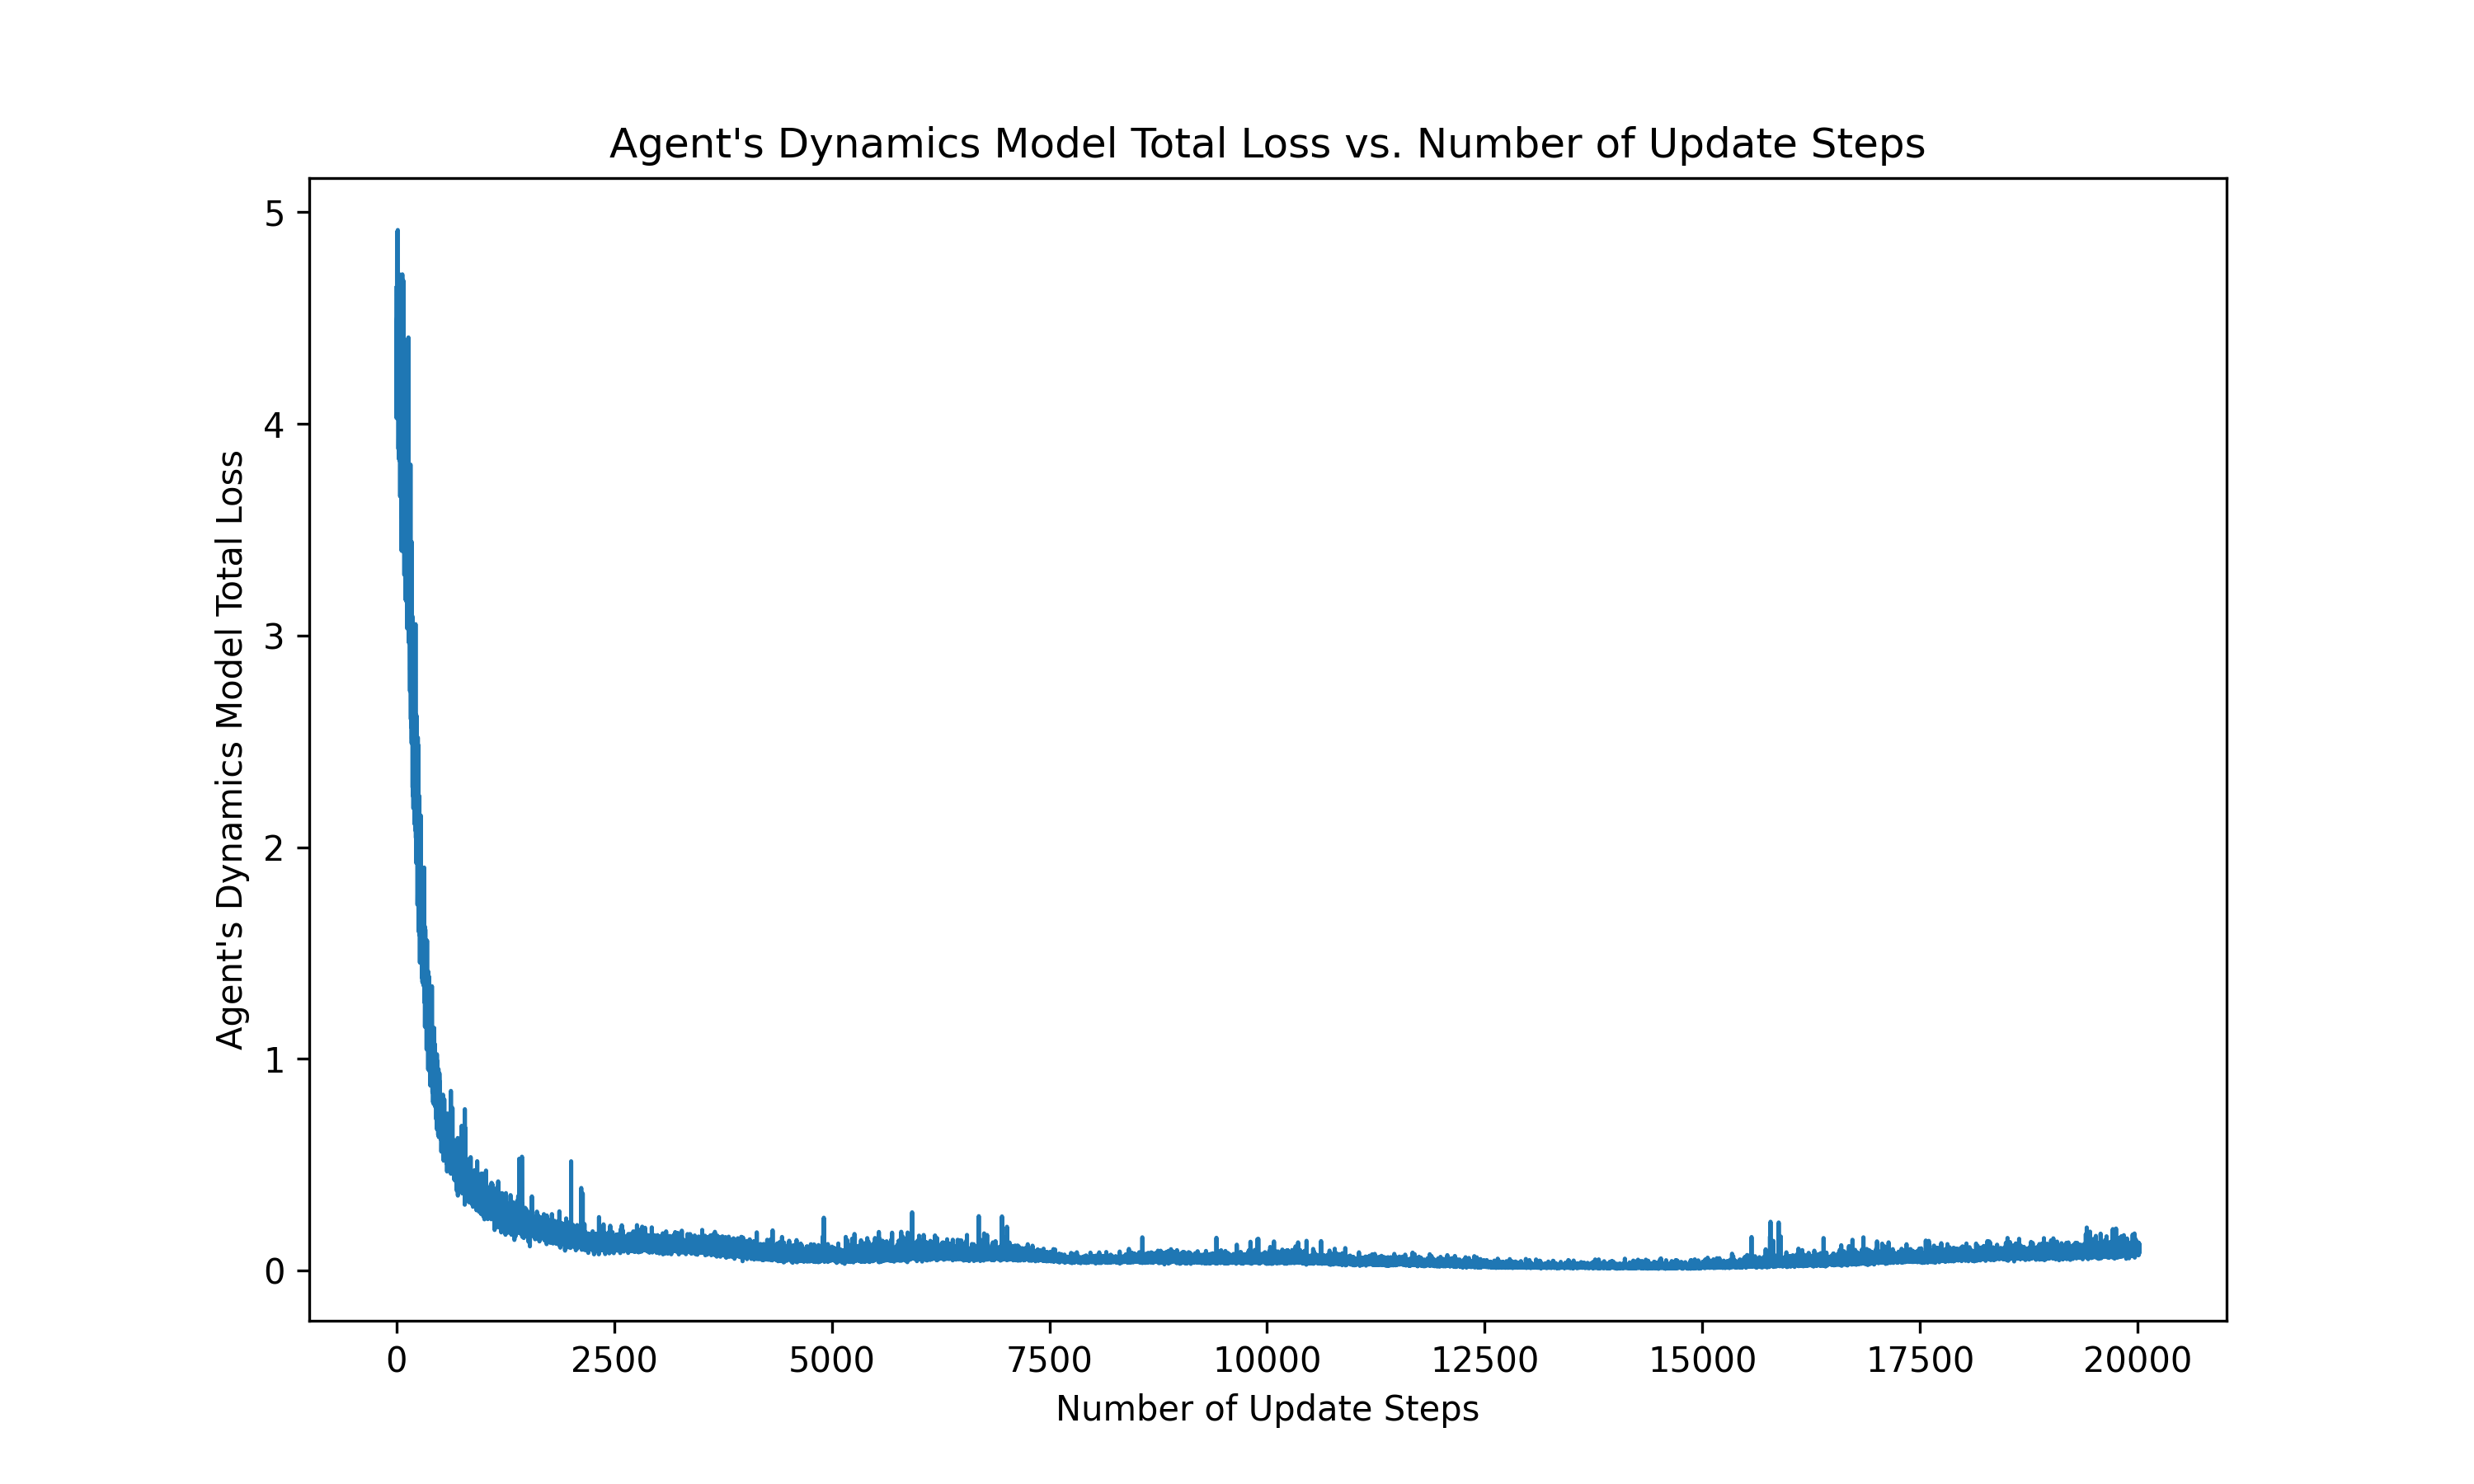 Agent's Dynamics Model Total Loss vs. Number of Update Steps
Agent's Dynamics Model Total Loss
5
4
3
2
1
0
0 2500 5000 7500 10000 12500 15000 17500 20000
Number of Update Steps